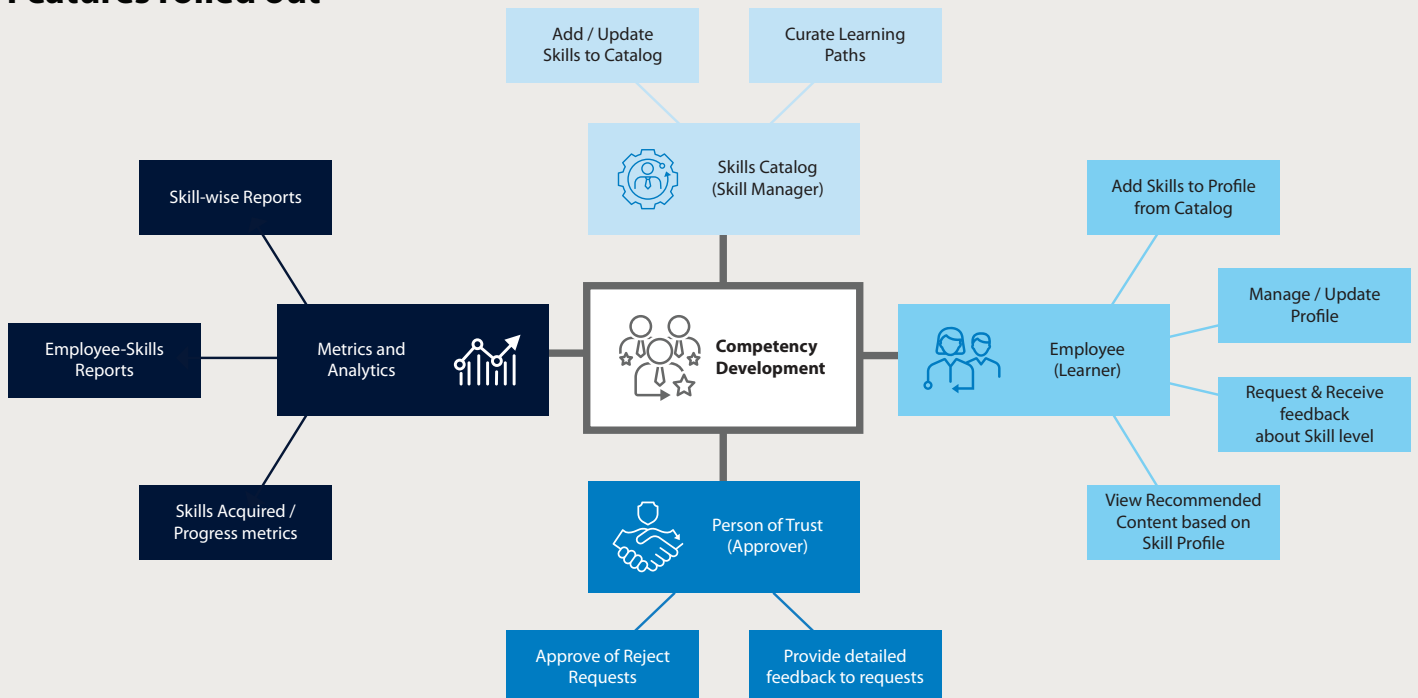 Features rolled out
Add / Update
Skills to Catalog
Curate Learning
Paths
Skills Catalog
(Skill Manager)
Skill-wise Reports
Employee-Skills
Reports
Skills Acquired /
Progress metrics
Metrics and
Analytics
Competency
Development
Employee
(Learner)
Add Skills to Profile
from Catalog
Manage / Update
Profile
Request & Receive
feedback
about Skill level
View Recommended
Content based on
Skill Profile
Person of Trust
(Approver)
Approve of Reject
Requests
Provide detailed
feedback to requests